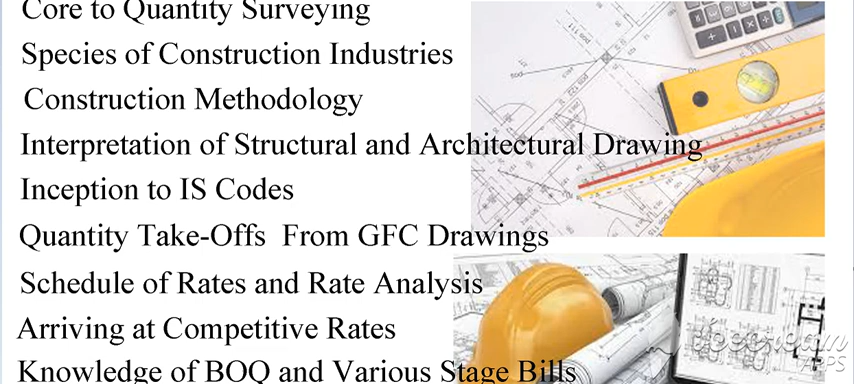 Core to Quantity Surveying
Species of Construction Industries
Construction Methodology
Interpretation of Structural and Architectural Drawing
Inception to IS Codes
Quantity Take-Offs From GFC Drawings
Schedule of Rates and Rate Analysis
Arriving at Competitive Rates
Knowledge of BOQ and Various Stage Bills
icecream
APPS